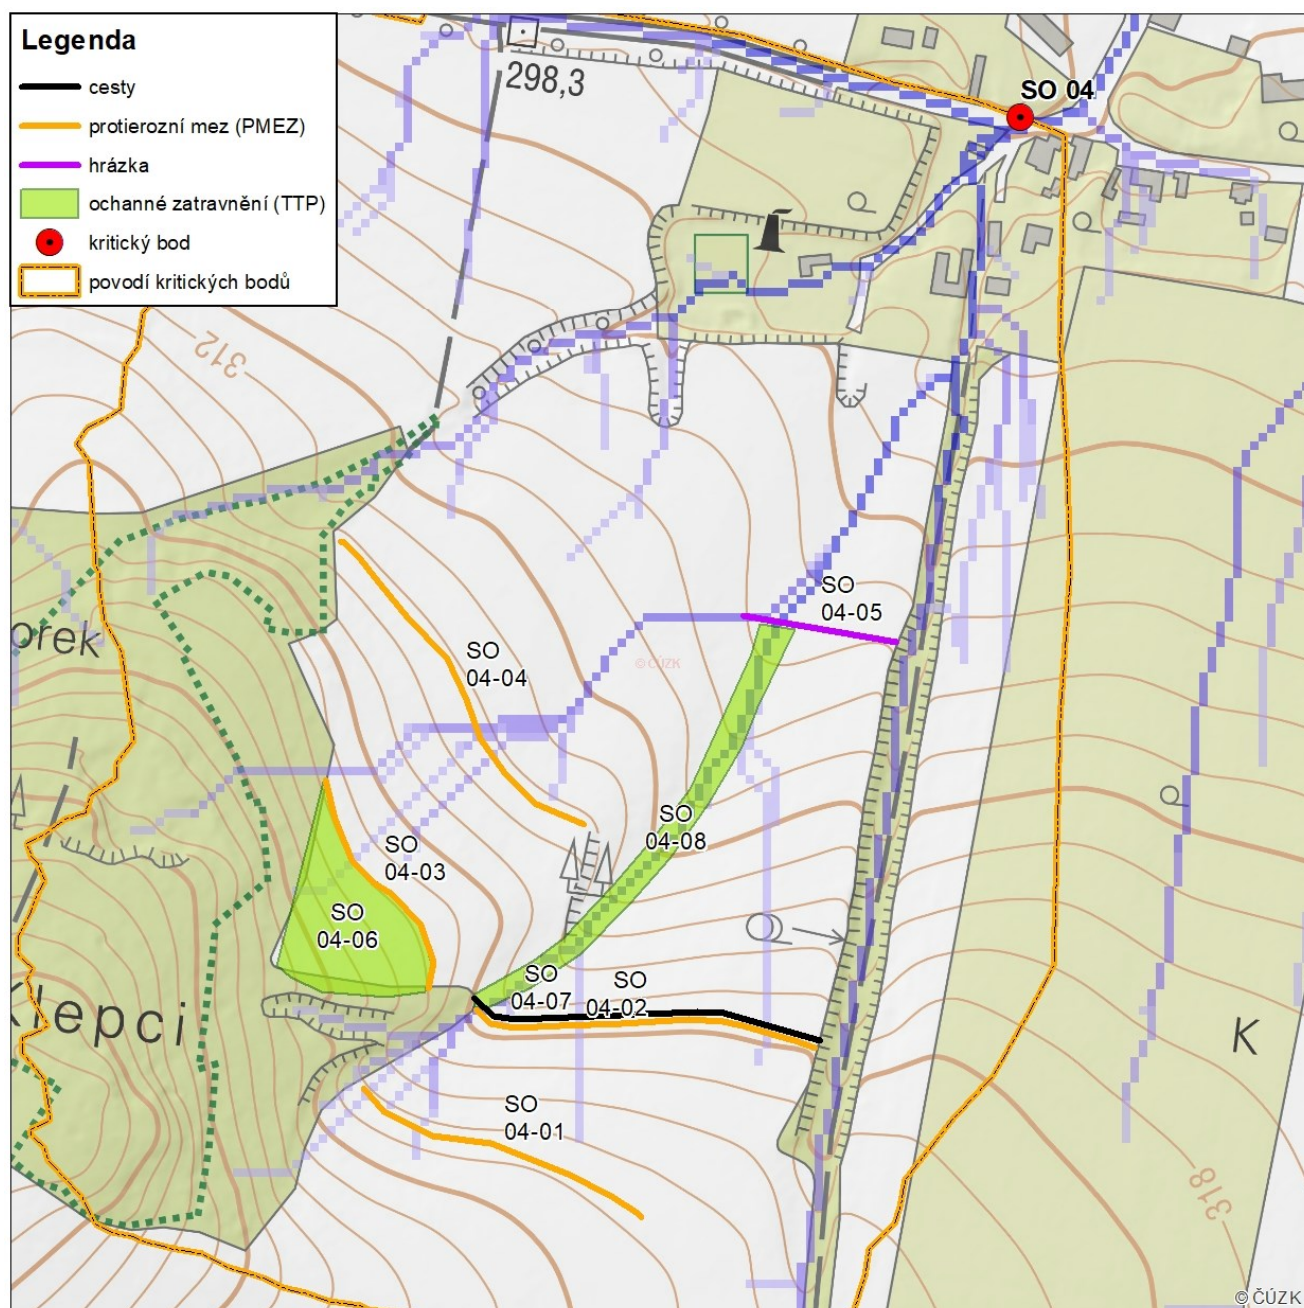 Legenda
cesty
protierozní mez (PMEZ)
hrázka
ochanné zatravnění (TTP)
kritický bod
povodí kritických bodů
298,3
SO 04
312
SO
04-05
orek
SO
04-04
© ČÚZK
SO
04-08
SO
04-03
SO
04-06
SO
04-07
SO
04-02
Klepci
K
SO
04-01
318
© ČÚZK